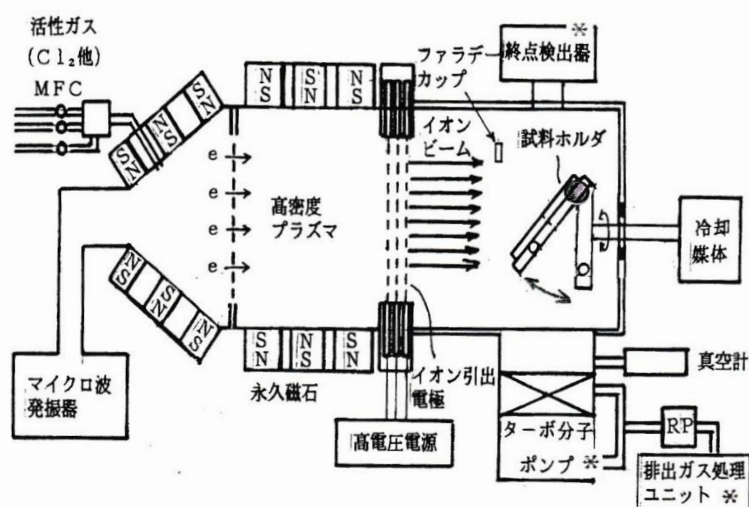 活性ガス
(Cl₂他)
MFC
N S
N S
N S
S N
N S
S N
ファラデー
カップ
※
終点検出器
イオン
ビーム
試料ホルダ
e
e
e
e
高密度
プラズマ
冷却
媒体
N S
S N
S N
S N
N S
S N
マイクロ波
発振器
永久磁石
イオン引出
電極
高電圧電源
ターボ分子
ポンプ ※
真空計
RP
排出ガス処理
ユニット ※